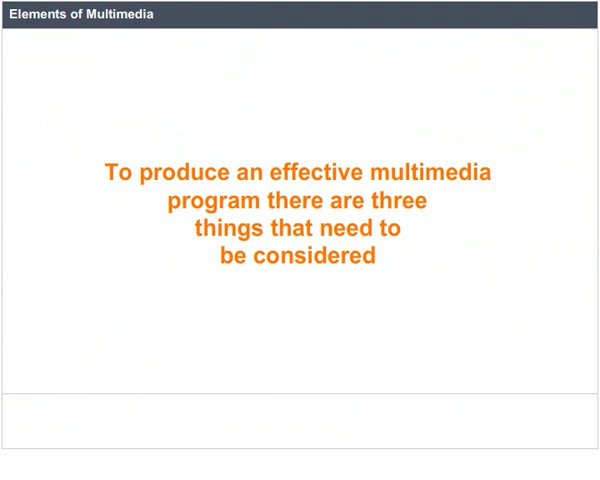 Elements of Multimedia
To produce an effective multimedia
program there are three
things that need to
be considered